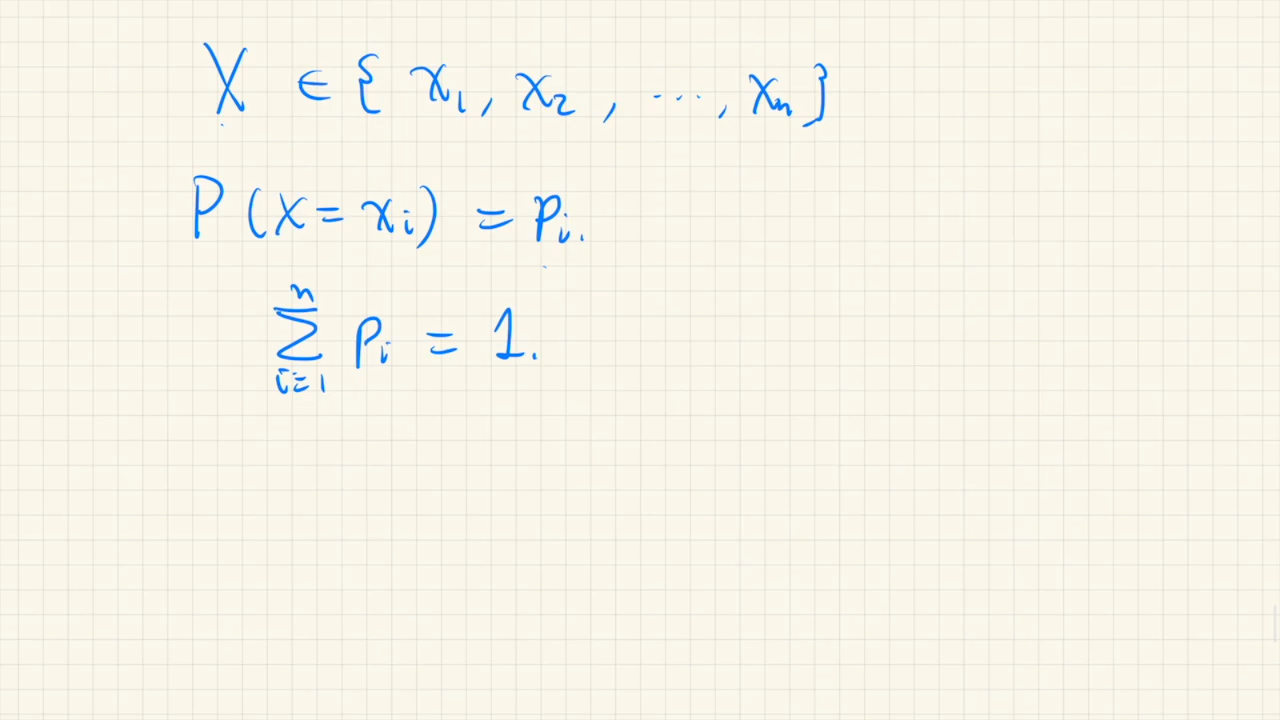 X ∈ { x₁, x₂, ..., xₙ }
P (X = xᵢ) = pᵢ.
∑ᵢ₌₁ⁿ pᵢ = 1.